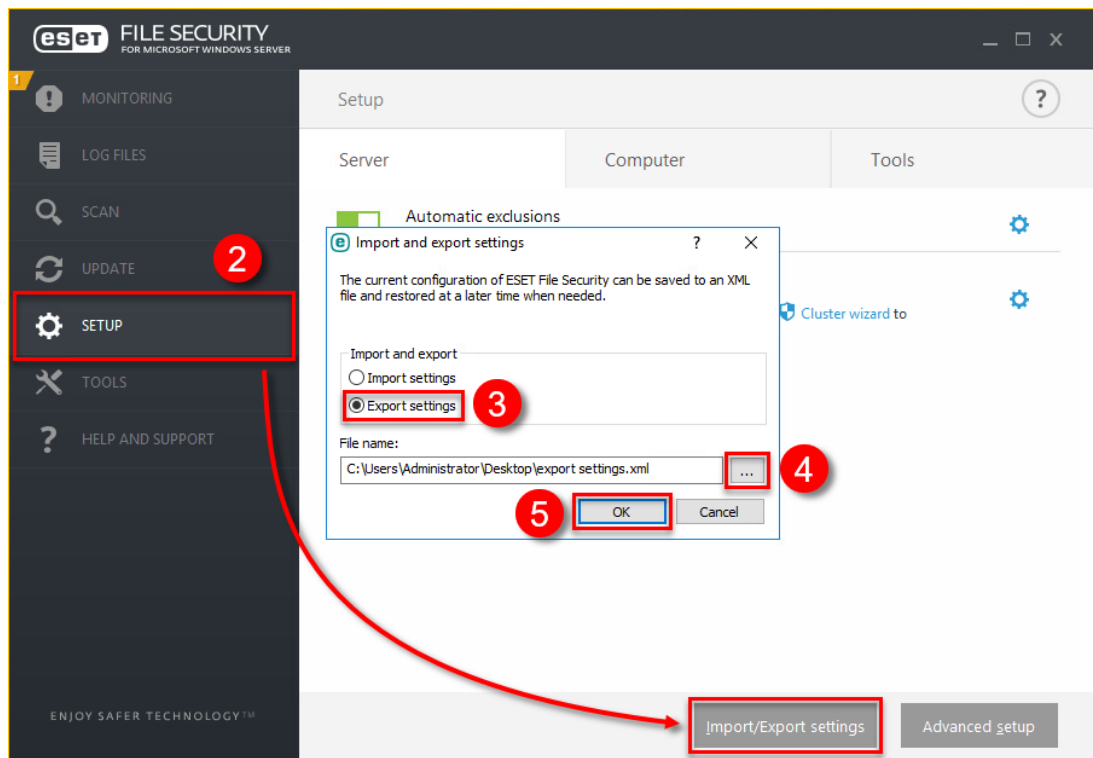 eset FILE SECURITY
FOR MICROSOFT WINDOWS SERVER
1
MONITORING
LOG FILES
SCAN
UPDATE
2
SETUP
TOOLS
? HELP AND SUPPORT
ENJOY SAFER TECHNOLOGY™
Setup ?
Server Computer Tools
Automatic exclusions
Cluster wizard to
e Import and export settings ? X
The current configuration of ESET File Security can be saved to an XML
file and restored at a later time when needed.
Import and export
Import settings
Export settings 3
File name:
C:\Users\Administrator\Desktop\export settings.xml ... 4
5 OK Cancel
Import/Export settings Advanced setup